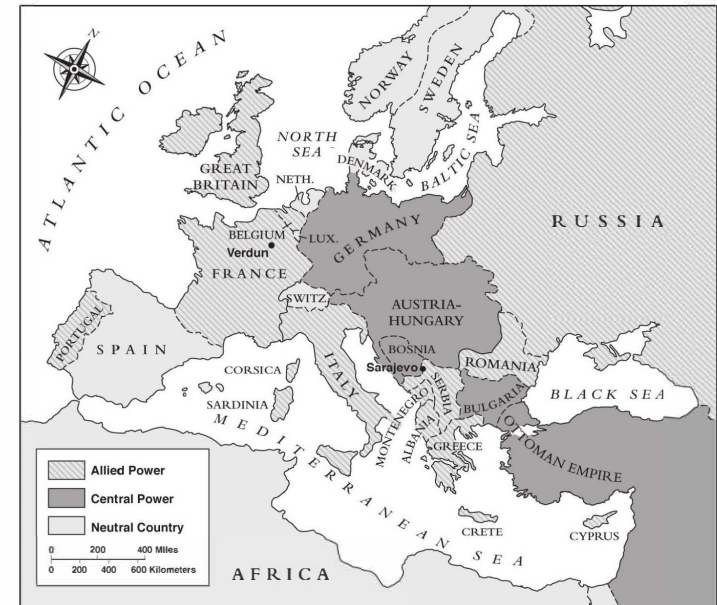 N
ATLANTIC OCEAN
NORWAY
SWEDEN
NORTH
SEA
BALTIC SEA
DENMARK
GREAT
BRITAIN
NETH.
RUSSIA
BELGIUM
LUX.
GERMANY
Verdun
FRANCE
SWITZ
AUSTRIA-
HUNGARY
PORTUGAL
SPAIN
ITALY
BOSNIA
Sarajevo
ROMANIA
CORSICA
SERBIA
BLACK SEA
SARDINIA
MONTENEGRO
BULGARIA
ALBANIA
OTTOMAN EMPIRE
GREECE
MEDITERRANEAN SEA
CRETE
CYPRUS
AFRICA
Allied Power
Central Power
Neutral Country
0 200 400 Miles
0 200 400 600 Kilometers